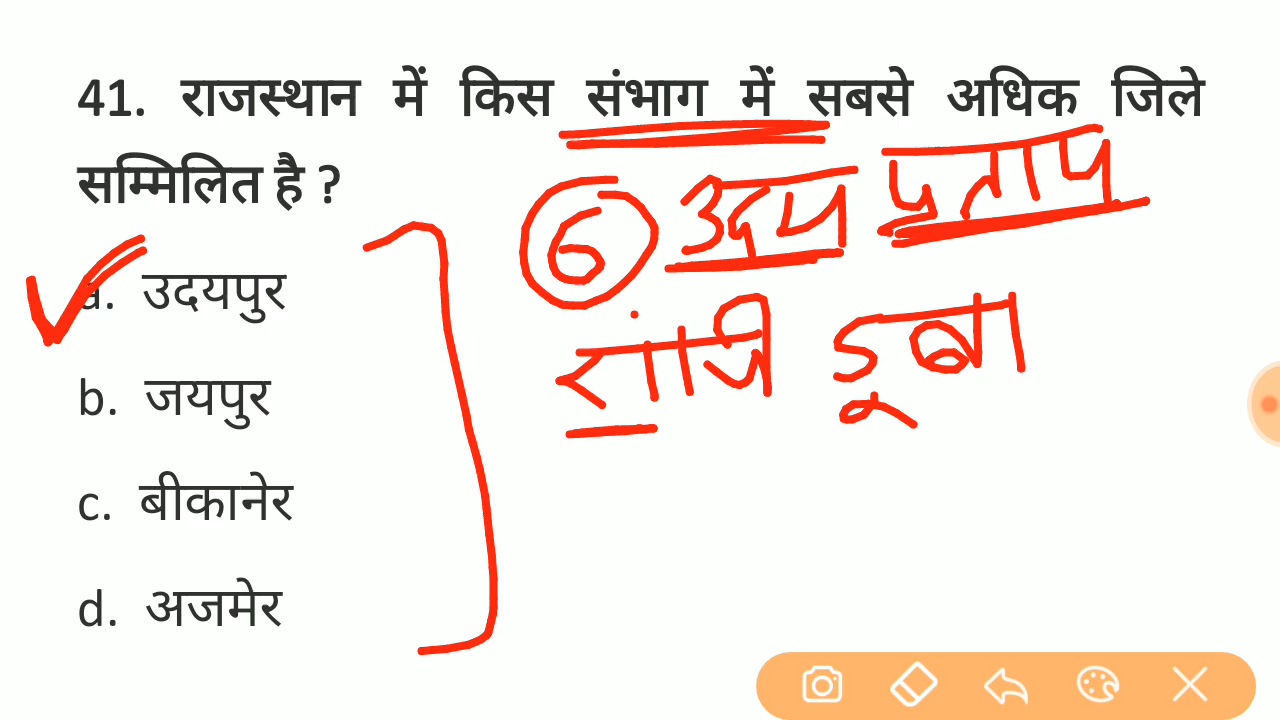 41. राजस्थान में किस संभाग में सबसे अधिक जिले
सम्मिलित है ?
6 उदय प्रताप
a. उदयपुर
राजं डूबा
b. जयपुर
c. बीकानेर
d. अजमेर